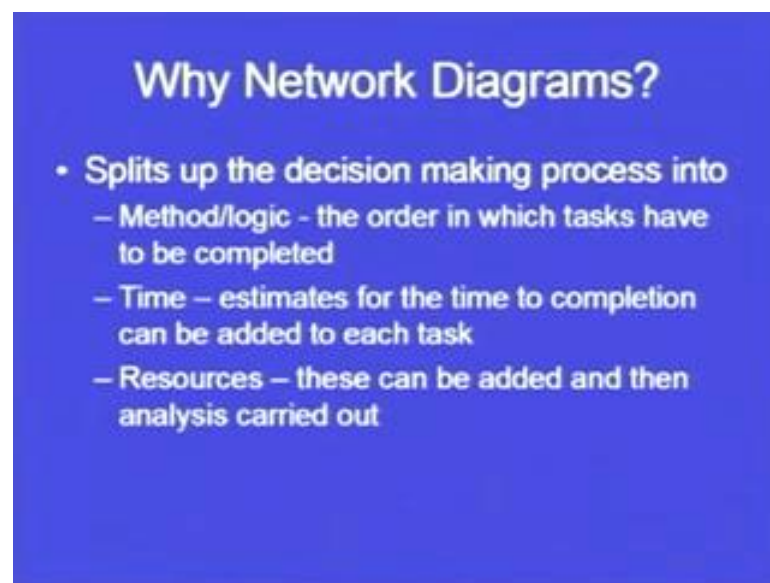 Why Network Diagrams?
• Splits up the decision making process into
– Method/logic - the order in which tasks have
to be completed
– Time – estimates for the time to completion
can be added to each task
– Resources – these can be added and then
analysis carried out